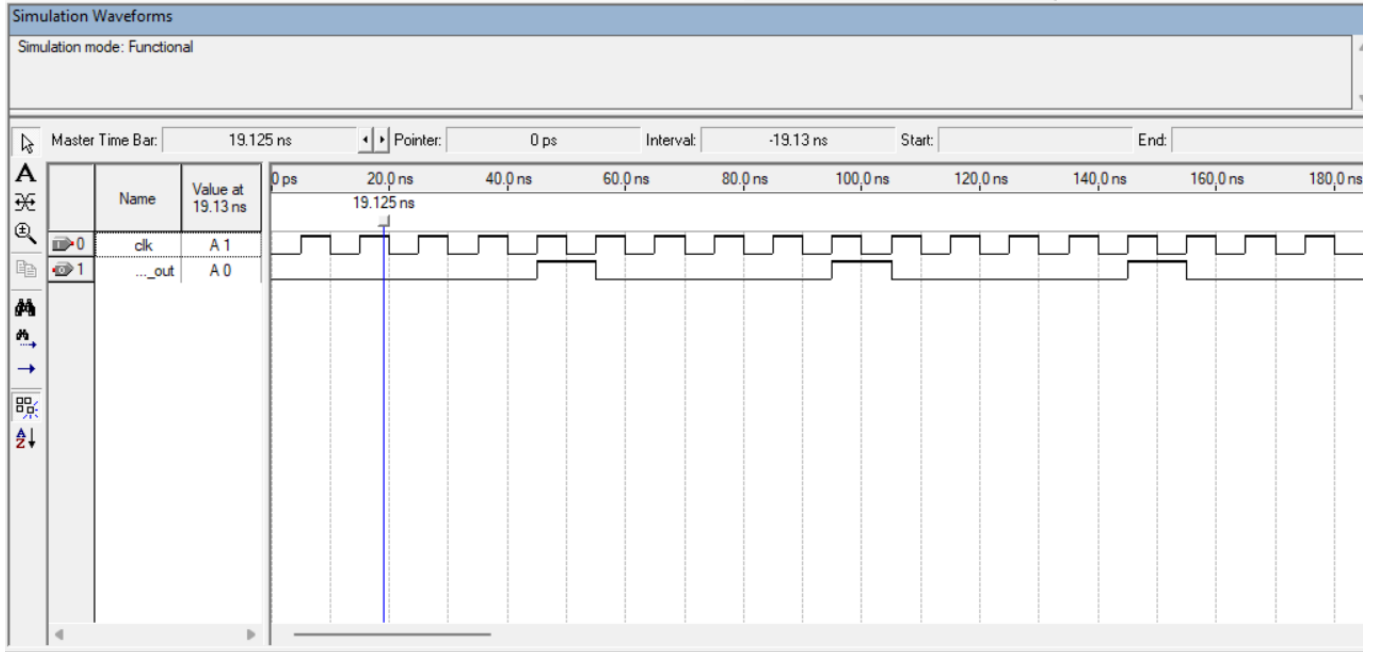 Simulation Waveforms
Simulation mode: Functional
Master Time Bar: 19.125 ns Pointer: 0 ps Interval: -19.13 ns Start: End:
Name Value at 19.13 ns 0 ps 20.0 ns 40.0 ns 60.0 ns 80.0 ns 100.0 ns 120.0 ns 140.0 ns 160.0 ns 180.0 ns
19.125 ns
0 clk A 1
1 ..._out A 0